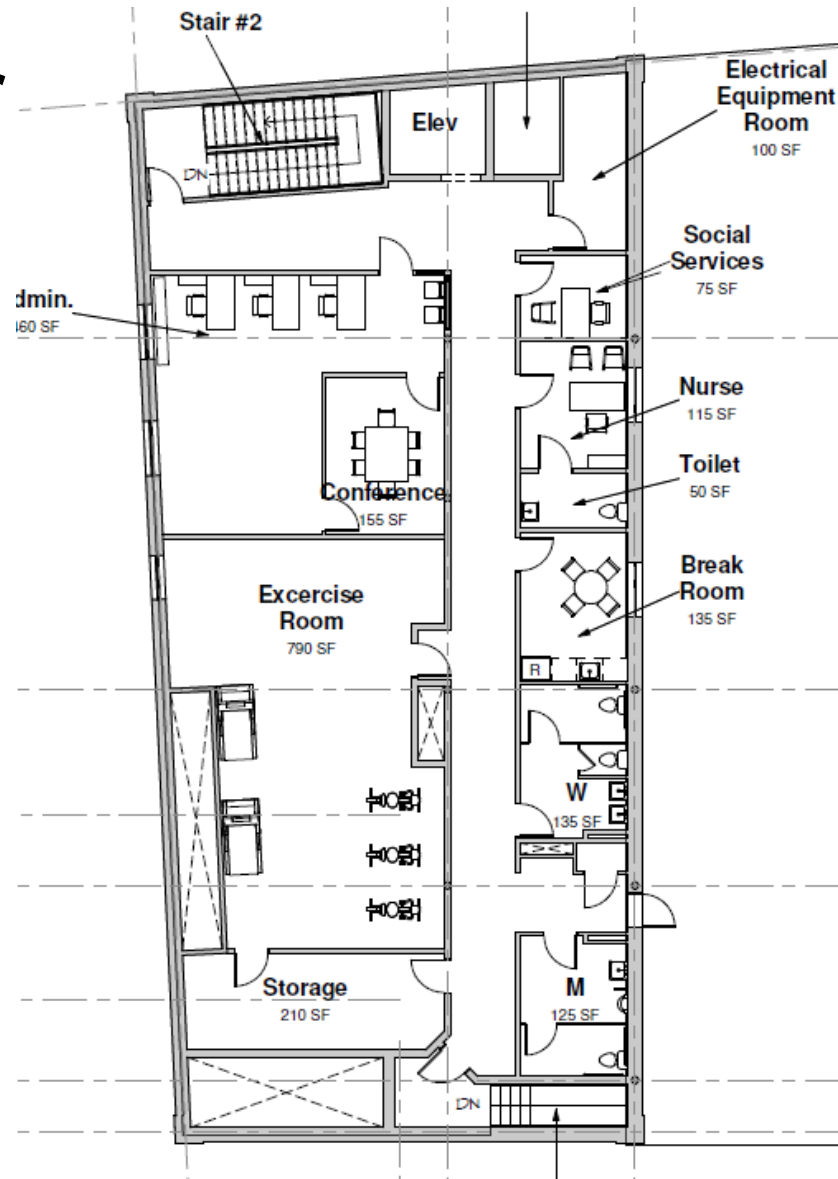 Stair #2
Electrical
Equipment
Room
100 SF
Elev
DN
Social
Services
75 SF
dmin.
460 SF
Nurse
115 SF
Toilet
50 SF
Conference
155 SF
Break
Room
135 SF
Excercise
Room
790 SF
R
W
135 SF
Storage
210 SF
M
125 SF
DN